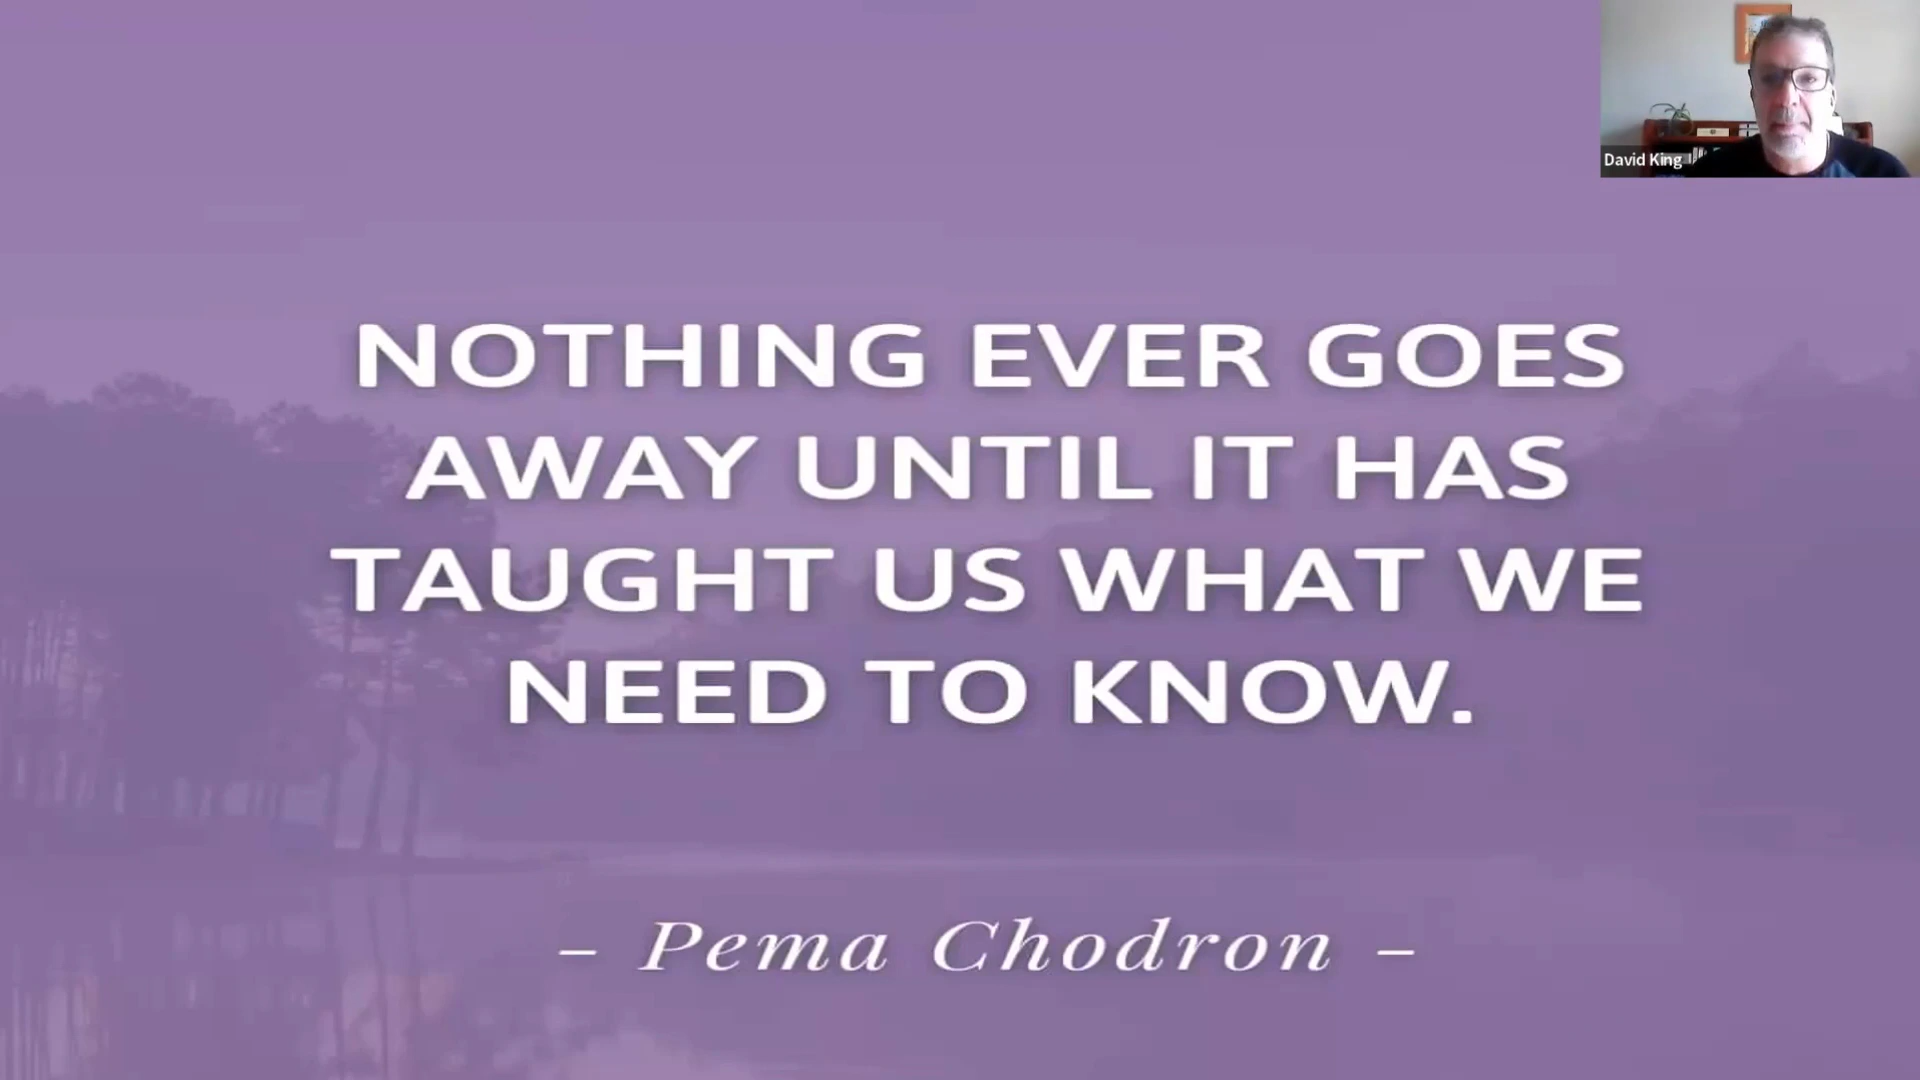 David King
NOTHING EVER GOES
AWAY UNTIL IT HAS
TAUGHT US WHAT WE
NEED TO KNOW.
– Pema Chodron –